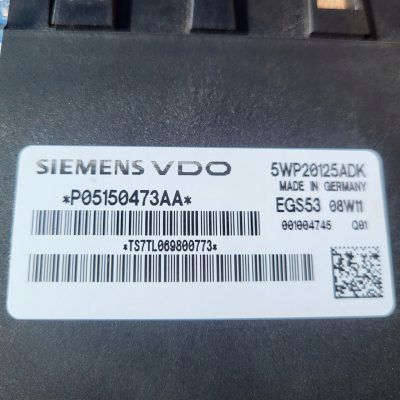 SIEMENS VDO
5WP20125ADK
MADE IN GERMANY
*P05150473AA*
EGS53 08W11
001004745 Q01
*TS7TL069800773*